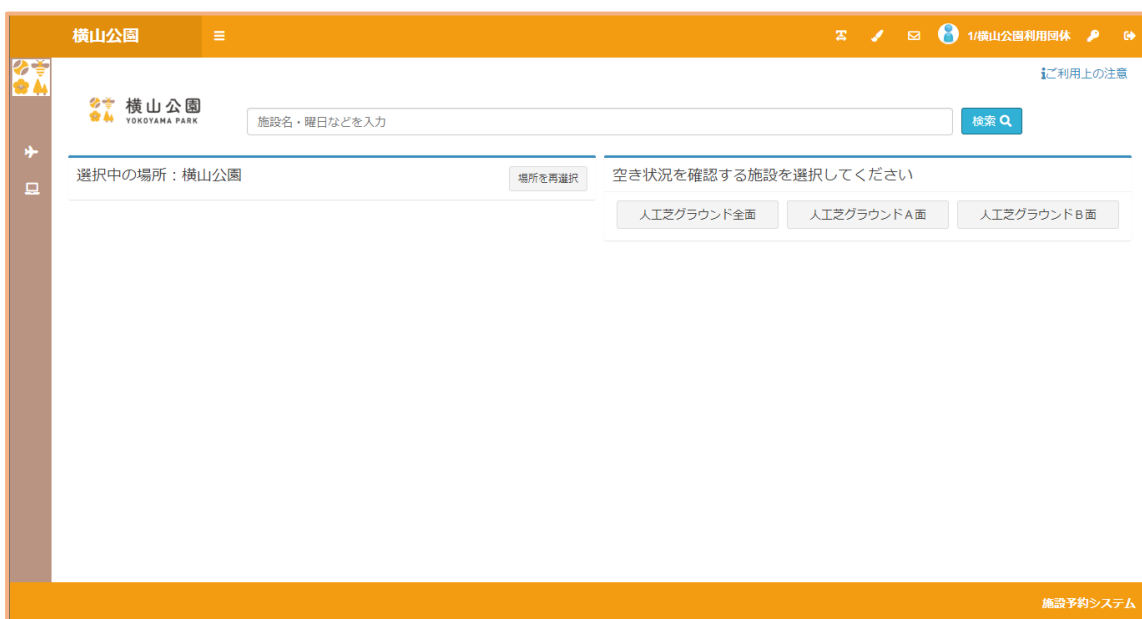 横山公園
1/横山公園利用団体
ご利用上の注意
横山公園
YOKOYAMA PARK
施設名・曜日などを入力
検索
選択中の場所：横山公園
場所を再選択
空き状況を確認する施設を選択してください
人工芝グラウンド全面
人工芝グラウンドＡ面
人工芝グラウンドＢ面
施設予約システム